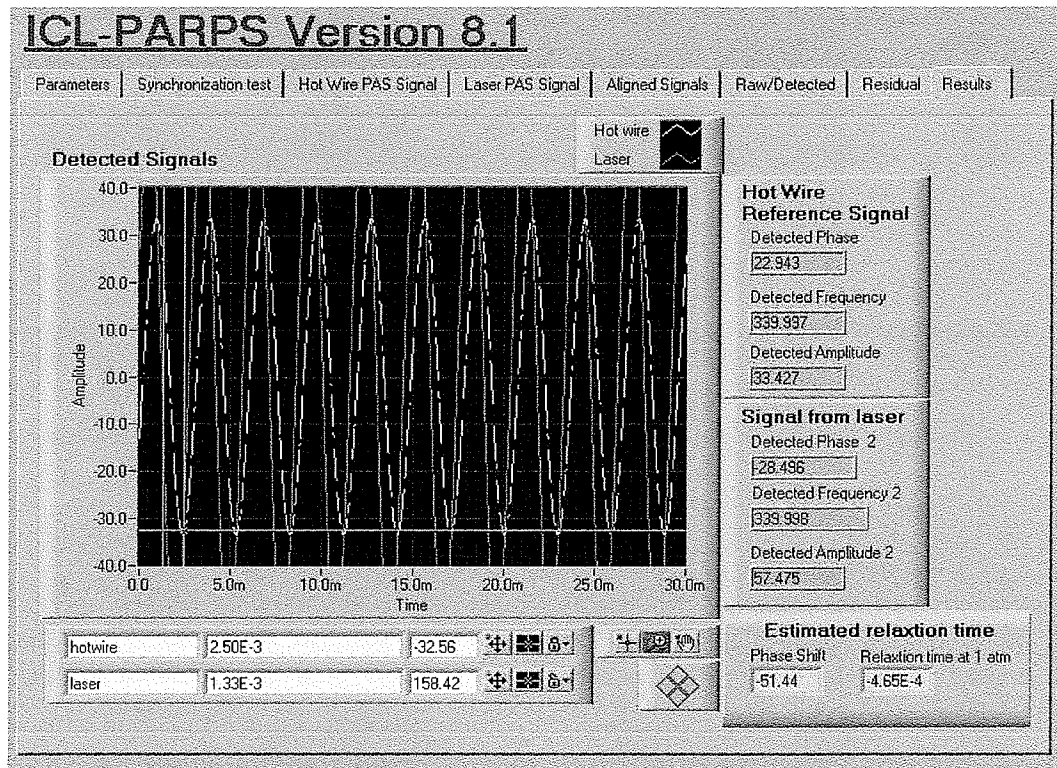 ICL-PARPS Version 8.1
Parameters Synchronization test Hot Wire PAS Signal Laser PAS Signal Aligned Signals Raw/Detected Residual Results
Hot wire
Laser
Detected Signals
40.0
30.0
20.0
10.0
0.0
-10.0
-20.0
-30.0
-40.0
Amplitude
0.0 5.0m 10.0m 15.0m 20.0m 25.0m 30.0m
Time
Hot Wire
Reference Signal
Detected Phase
22.943
Detected Frequency
339.997
Detected Amplitude
33.427
Signal from laser
Detected Phase 2
-28.496
Detected Frequency 2
339.998
Detected Amplitude 2
57.475
hotwire 2.50E-3 -32.56
laser 1.33E-3 158.42
Estimated relaxtion time
Phase Shift Relaxtion time at 1 atm
-51.44 -4.65E-4